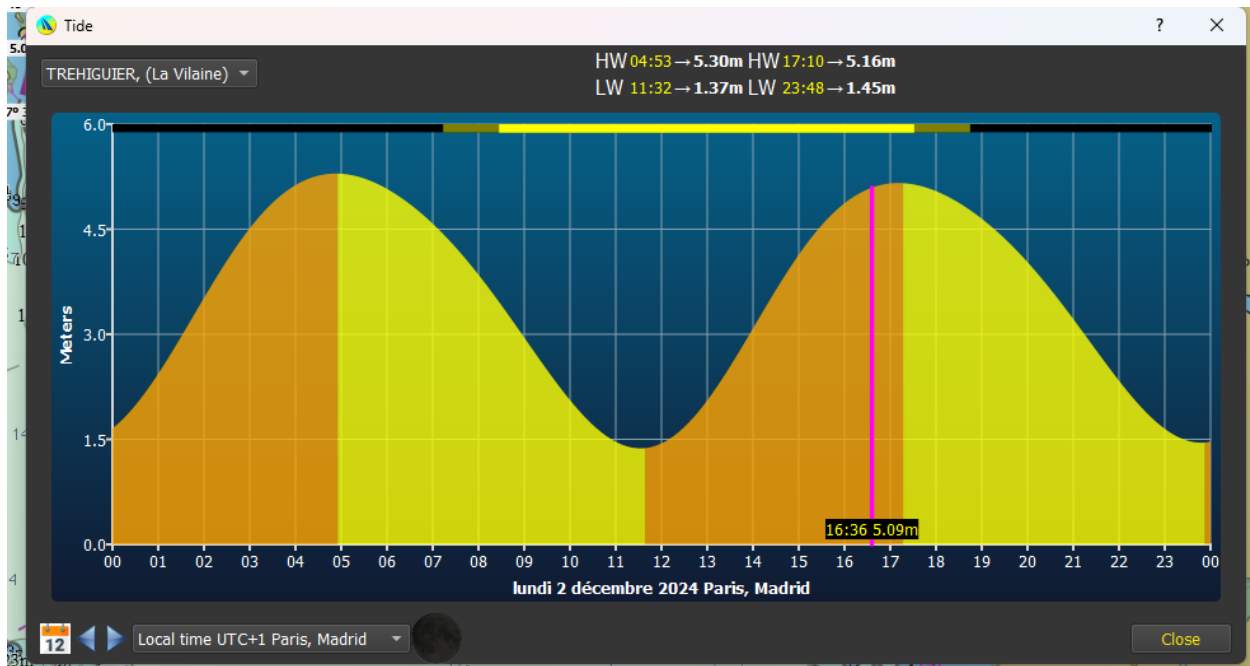 Tide
?
TREHIGUIER, (La Vilaine)
HW 04:53→5.30m HW 17:10→5.16m
LW 11:32→1.37m LW 23:48→1.45m
6.0
4.5
3.0
1.5
0.0
Meters
16:36 5.09m
00 01 02 03 04 05 06 07 08 09 10 11 12 13 14 15 16 17 18 19 20 21 22 23 00
lundi 2 décembre 2024 Paris, Madrid
12
Local time UTC+1 Paris, Madrid
Close
14
4